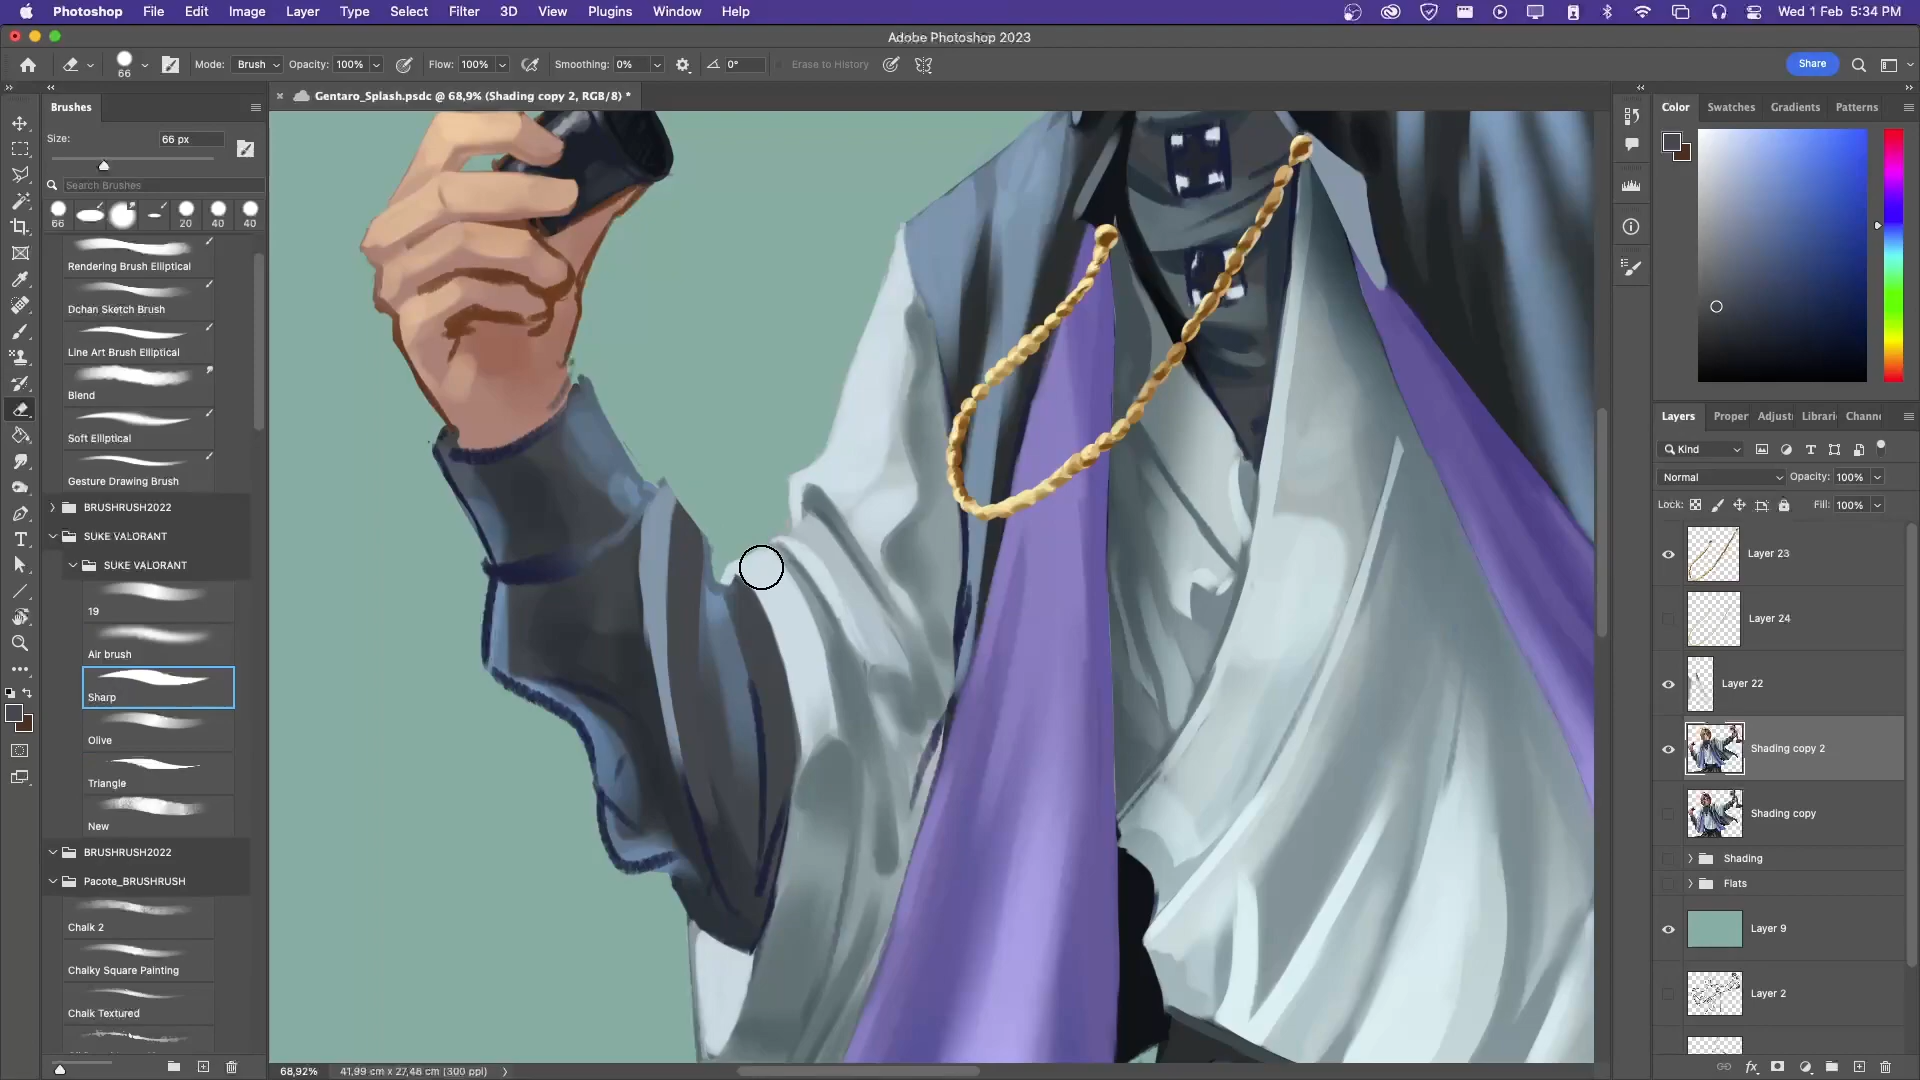 Photoshop File Edit Image Layer Type Select Filter 3D View Plugins Window Help
Wed 1 Feb 5:34 PM
Adobe Photoshop 2023
66
Mode: Brush Opacity: 100% Flow: 100% Smoothing: 0% 0° Erase to History
Share
Brushes
Gentaro_Splash.psdc @ 68,9% (Shading copy 2, RGB/8) *
Size: 66 px
Search Brushes
66 20 40 40
Rendering Brush Elliptical
Dchan Sketch Brush
Line Art Brush Elliptical
Blend
Soft Elliptical
Gesture Drawing Brush
BRUSHRUSH2022
SUKE VALORANT
SUKE VALORANT
19
Air brush
Sharp
Olive
Triangle
New
BRUSHRUSH2022
Pacote_BRUSHRUSH
Chalk 2
Chalky Square Painting
Chalk Textured
68,92% 41,99 cm x 27,48 cm (300 ppi)
Color Swatches Gradients Patterns
Layers Proper Adjust Librari Chann
Kind
Normal Opacity: 100%
Lock: Fill: 100%
Layer 23
Layer 24
Layer 22
Shading copy 2
Shading copy
Shading
Flats
Layer 9
Layer 2